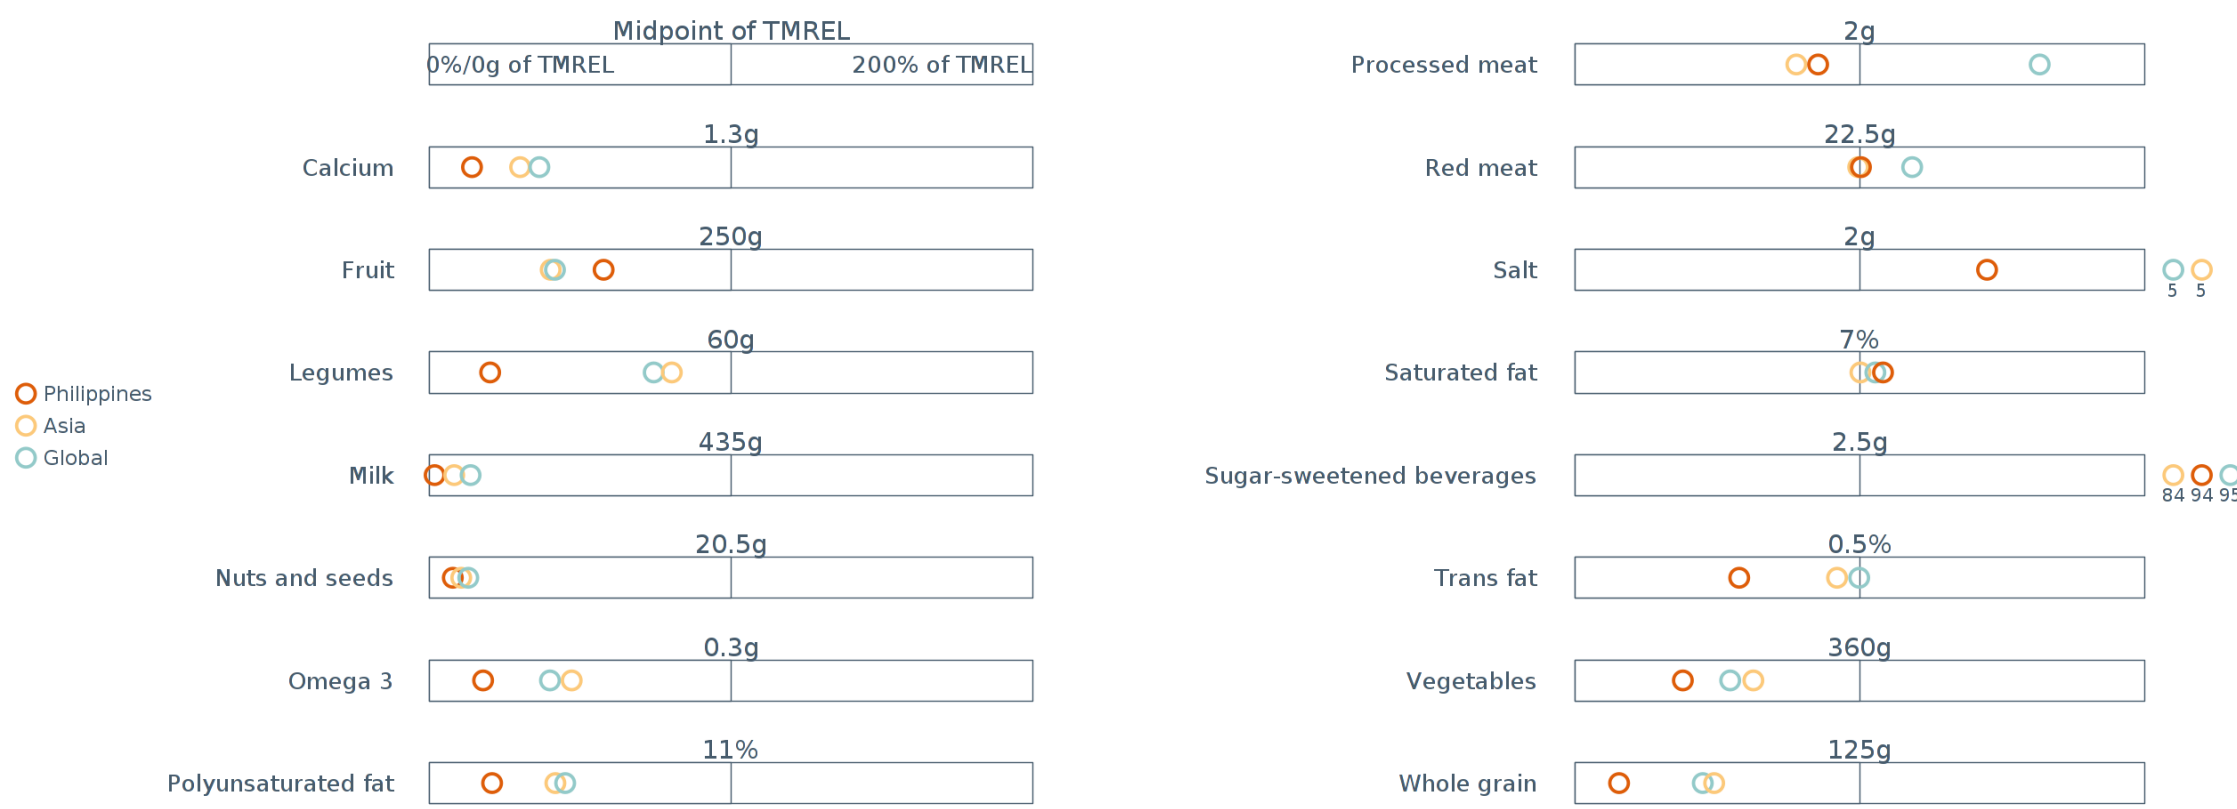 Midpoint of TMREL
0%/0g of TMREL
200% of TMREL
Calcium
1.3g
Fruit
250g
Legumes
60g
Milk
435g
Nuts and seeds
20.5g
Omega 3
0.3g
Polyunsaturated fat
11%
Philippines
Asia
Global
Processed meat
2g
Red meat
22.5g
Salt
2g
5 5
Saturated fat
7%
Sugar-sweetened beverages
2.5g
84 94 95
Trans fat
0.5%
Vegetables
360g
Whole grain
125g